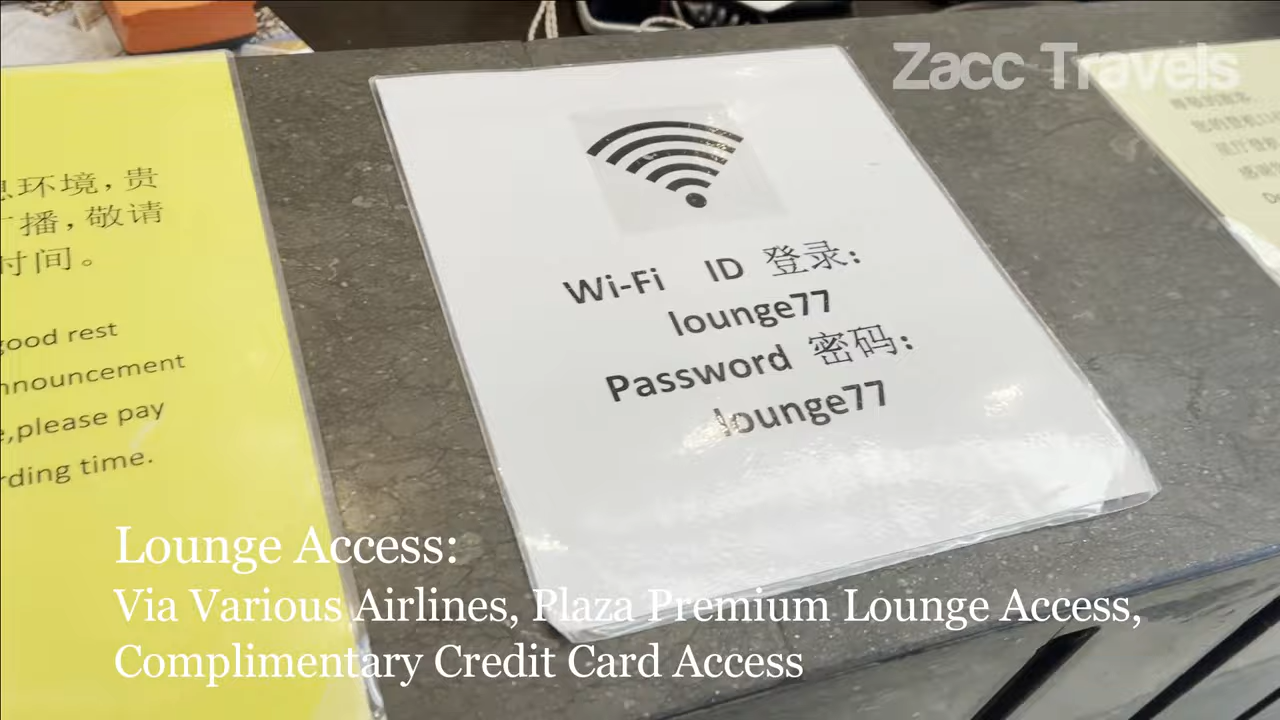 Zacc Travels
息环境，贵
广播，敬请
时间。
good rest
announcement
e,please pay
rding time.
Wi-Fi ID 登录：
lounge77
Password 密码：
lounge77
Lounge Access:
Via Various Airlines, Plaza Premium Lounge Access,
Complimentary Credit Card Access